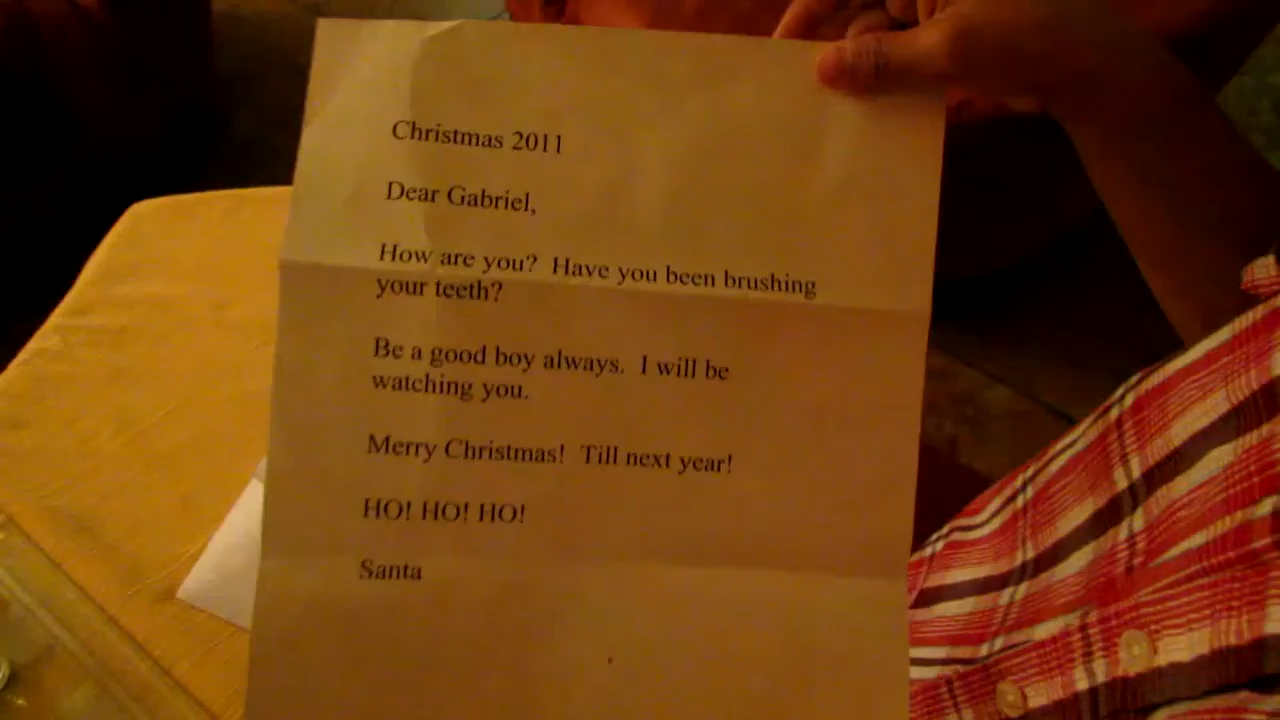 Christmas 2011
Dear Gabriel,
How are you?  Have you been brushing
your teeth?
Be a good boy always.  I will be
watching you.
Merry Christmas!  Till next year!
HO! HO! HO!
Santa